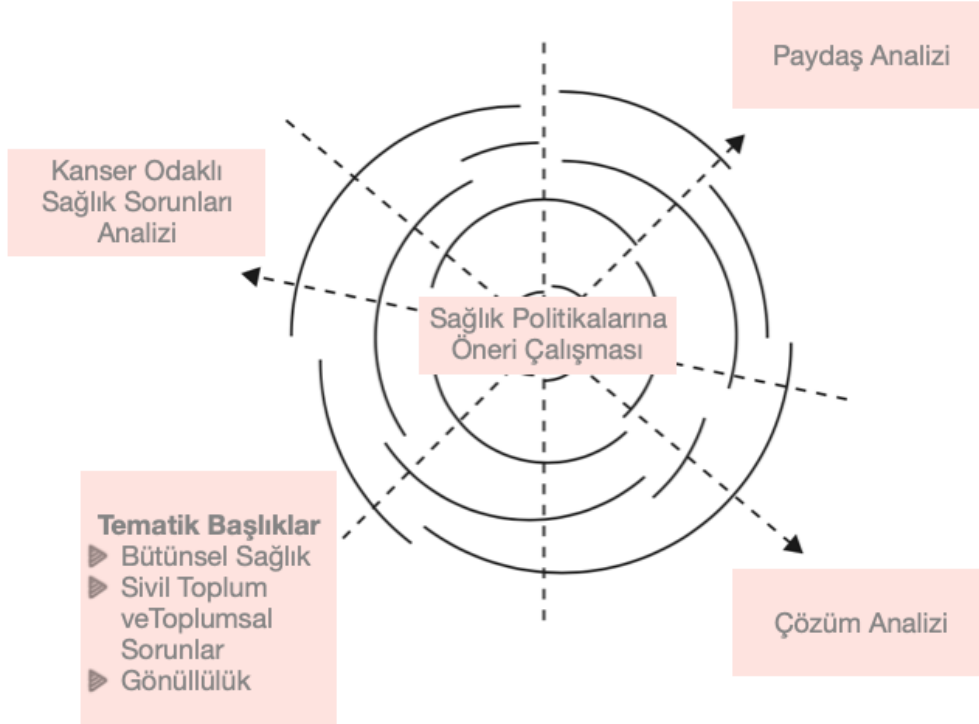 Paydaş Analizi
Kanser Odaklı
Sağlık Sorunları
Analizi
Sağlık Politikalarına
Öneri Çalışması
Tematik Başlıklar
Bütünsel Sağlık
Sivil Toplum
veToplumsal
Sorunlar
Gönüllülük
Çözüm Analizi